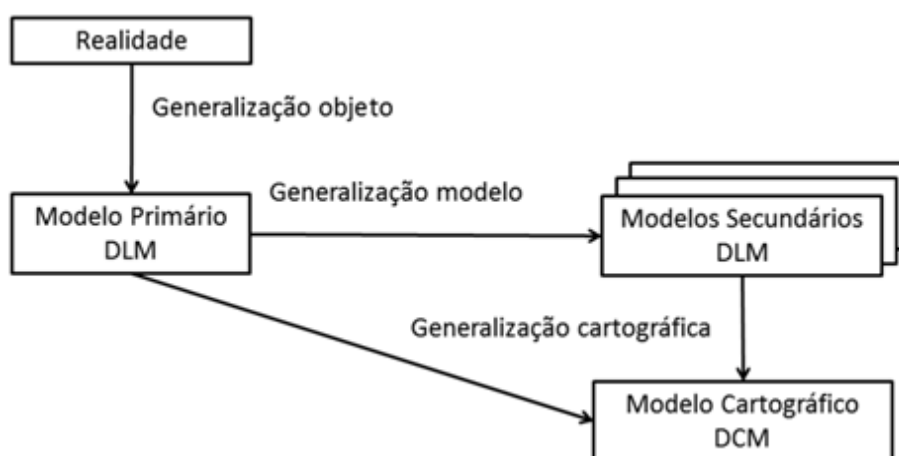 Realidade
Generalização objeto
Modelo Primário
DLM
Generalização modelo
Modelos Secundários
DLM
Generalização cartográfica
Modelo Cartográfico
DCM